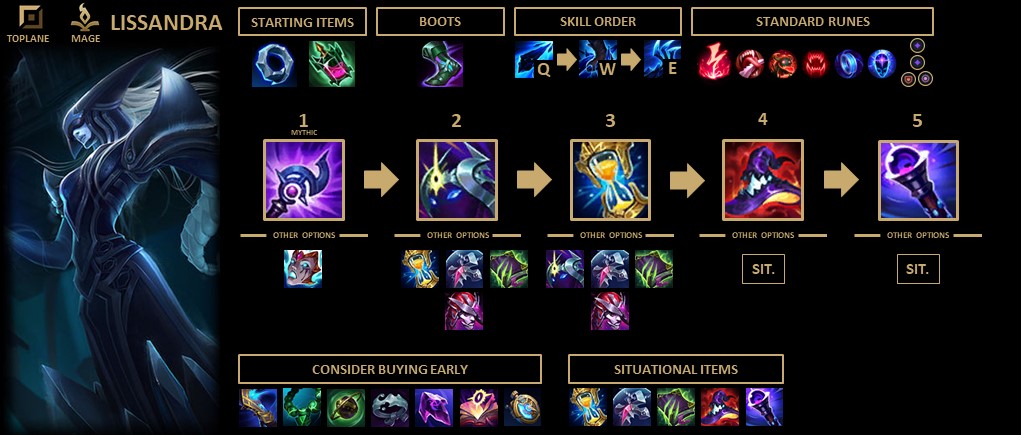 TOPLANE
MAGE
LISSANDRA
STARTING ITEMS
BOOTS
SKILL ORDER
STANDARD RUNES
Q
W
E
1
MYTHIC
2
3
4
5
OTHER OPTIONS
OTHER OPTIONS
OTHER OPTIONS
OTHER OPTIONS
OTHER OPTIONS
SIT.
SIT.
CONSIDER BUYING EARLY
SITUATIONAL ITEMS